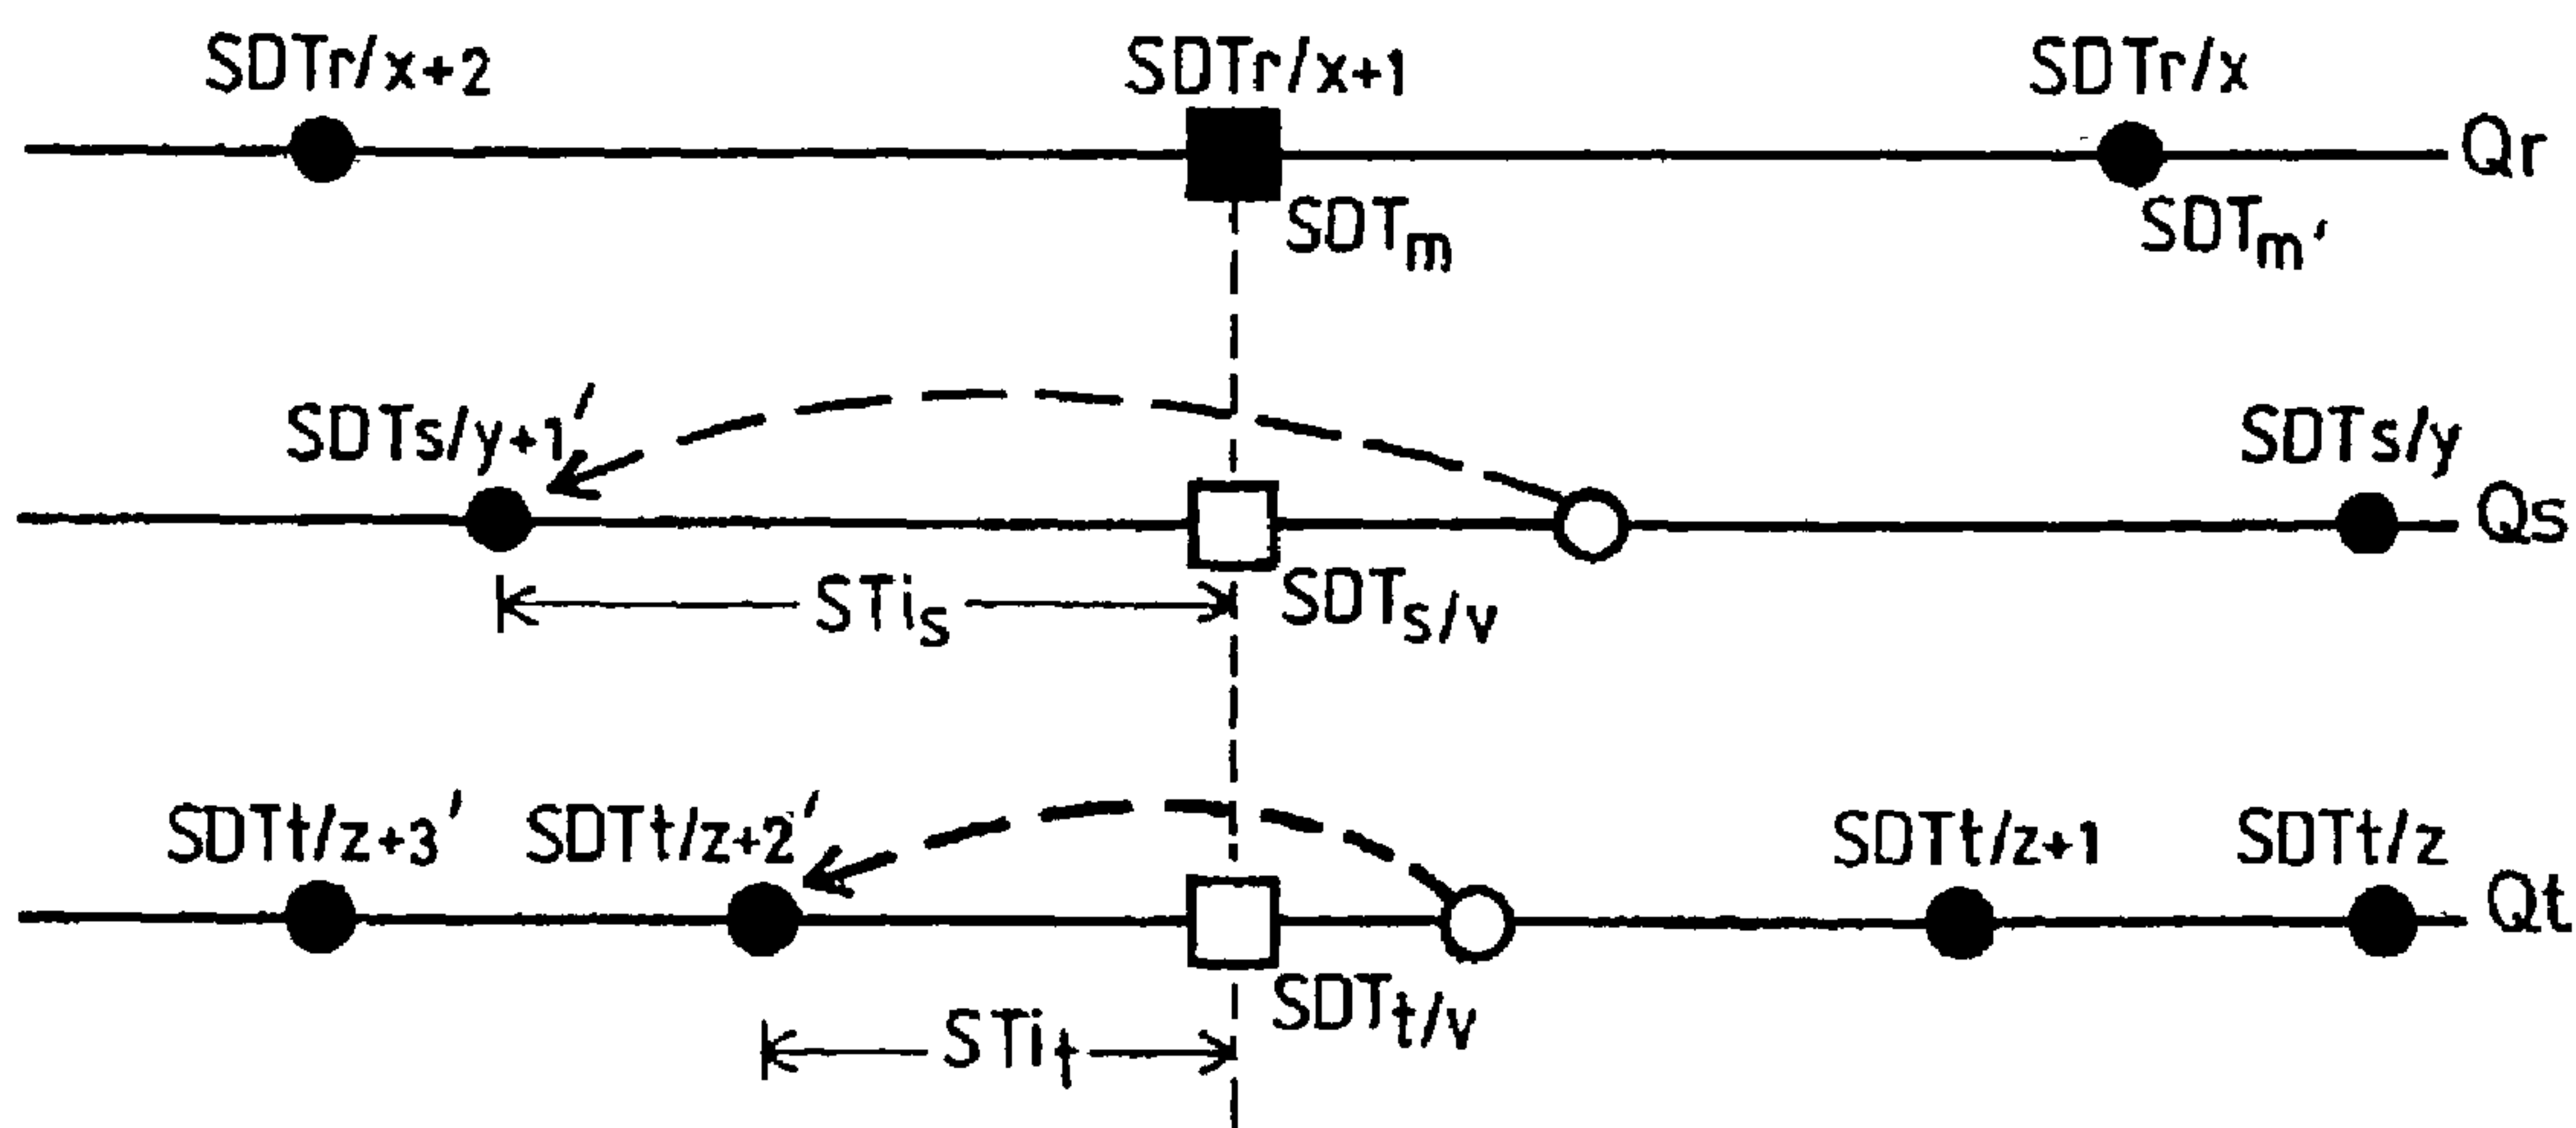 SDTr/x+2 SDTr/x+1 SDTr/x
Qr
SDTm SDTm'
SDTs/y+1' SDTs/y
Qs
STis SDTs/v
SDTt/z+3' SDTt/z+2' SDTt/z+1 SDTt/z
Qt
STit SDTt/v